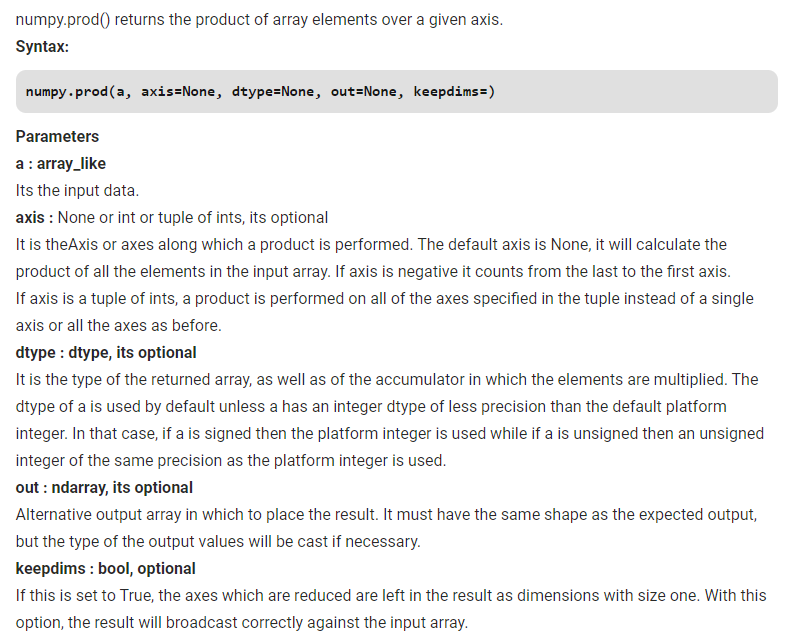 numpy.prod() returns the product of array elements over a given axis.
Syntax:
numpy.prod(a, axis=None, dtype=None, out=None, keepdims=)
Parameters
a : array_like
Its the input data.
axis : None or int or tuple of ints, its optional
It is theAxis or axes along which a product is performed. The default axis is None, it will calculate the
product of all the elements in the input array. If axis is negative it counts from the last to the first axis.
If axis is a tuple of ints, a product is performed on all of the axes specified in the tuple instead of a single
axis or all the axes as before.
dtype : dtype, its optional
It is the type of the returned array, as well as of the accumulator in which the elements are multiplied. The
dtype of a is used by default unless a has an integer dtype of less precision than the default platform
integer. In that case, if a is signed then the platform integer is used while if a is unsigned then an unsigned
integer of the same precision as the platform integer is used.
out : ndarray, its optional
Alternative output array in which to place the result. It must have the same shape as the expected output,
but the type of the output values will be cast if necessary.
keepdims : bool, optional
If this is set to True, the axes which are reduced are left in the result as dimensions with size one. With this
option, the result will broadcast correctly against the input array.